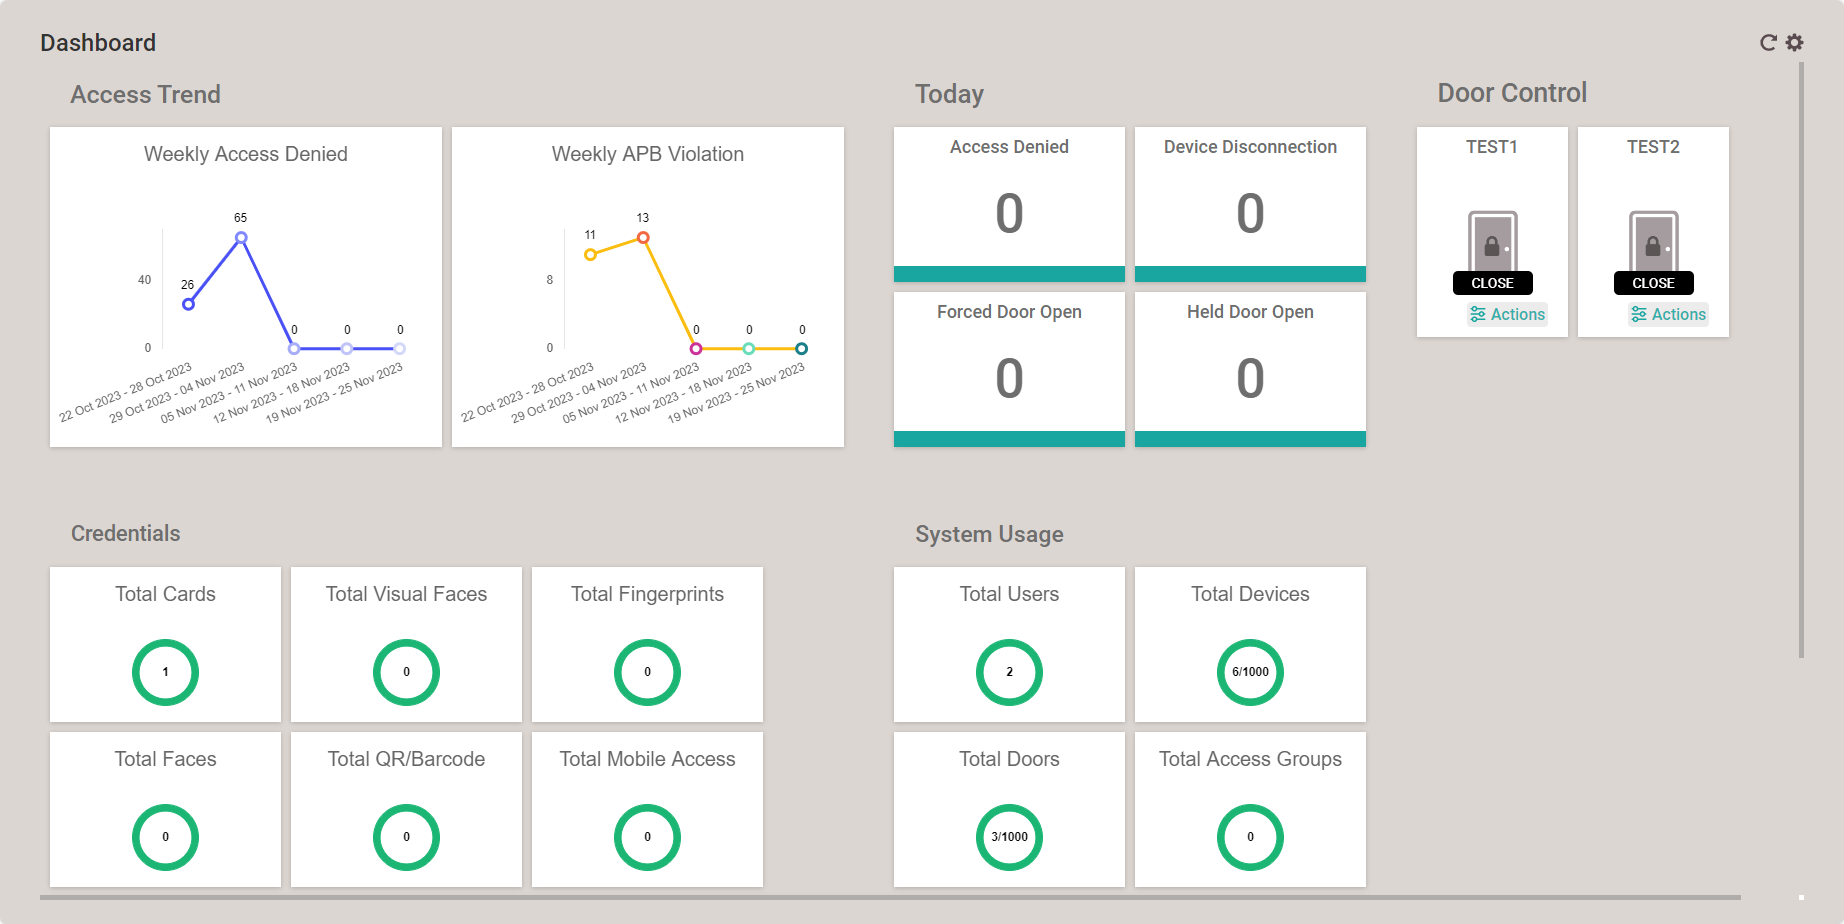 Dashboard
Access Trend
Weekly Access Denied
65
26
40
0
0
0
0
22 Oct 2023 - 28 Oct 2023
29 Oct 2023 - 04 Nov 2023
05 Nov 2023 - 11 Nov 2023
12 Nov 2023 - 18 Nov 2023
19 Nov 2023 - 25 Nov 2023
Weekly APB Violation
13
11
8
0
0
0
0
22 Oct 2023 - 28 Oct 2023
29 Oct 2023 - 04 Nov 2023
05 Nov 2023 - 11 Nov 2023
12 Nov 2023 - 18 Nov 2023
19 Nov 2023 - 25 Nov 2023
Today
Access Denied
0
Device Disconnection
0
Forced Door Open
0
Held Door Open
0
Door Control
TEST1
CLOSE
Actions
TEST2
CLOSE
Actions
Credentials
Total Cards
1
Total Visual Faces
0
Total Fingerprints
0
Total Faces
0
Total QR/Barcode
0
Total Mobile Access
0
System Usage
Total Users
2
Total Devices
6/1000
Total Doors
3/1000
Total Access Groups
0